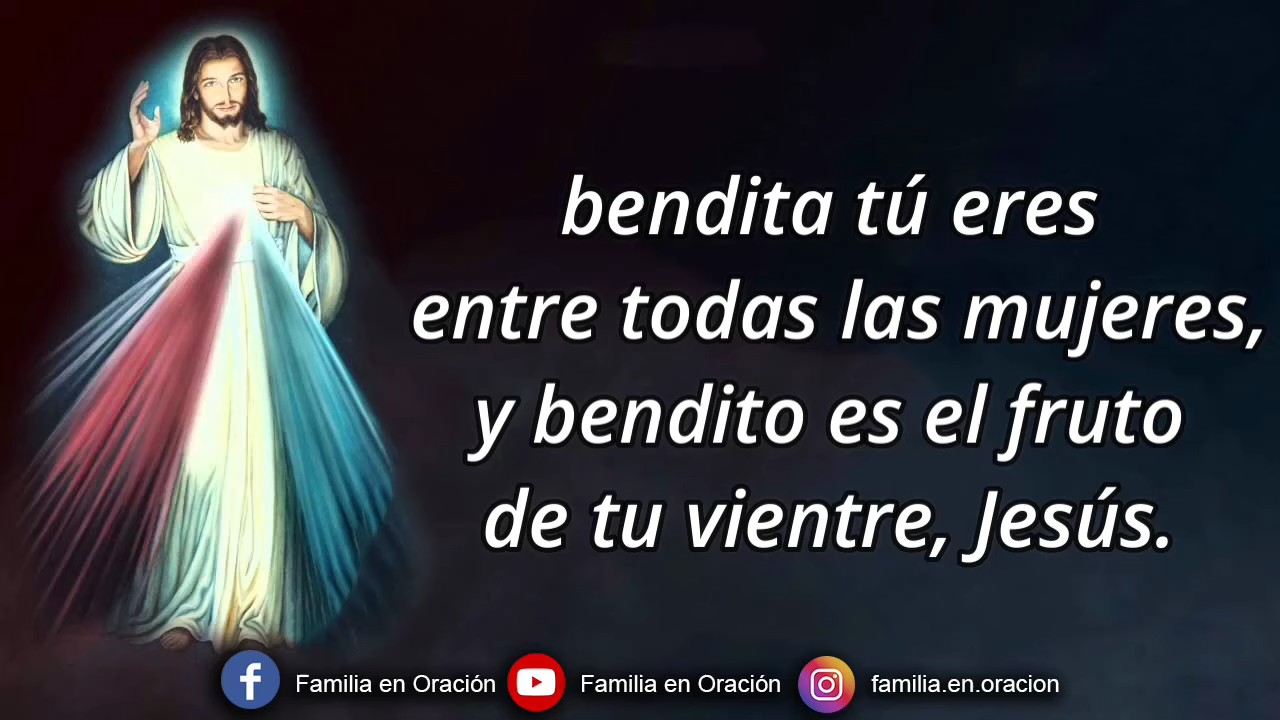 bendita tú eres
entre todas las mujeres,
y bendito es el fruto
de tu vientre, Jesús.
Familia en Oración
Familia en Oración
familia.en.oracion